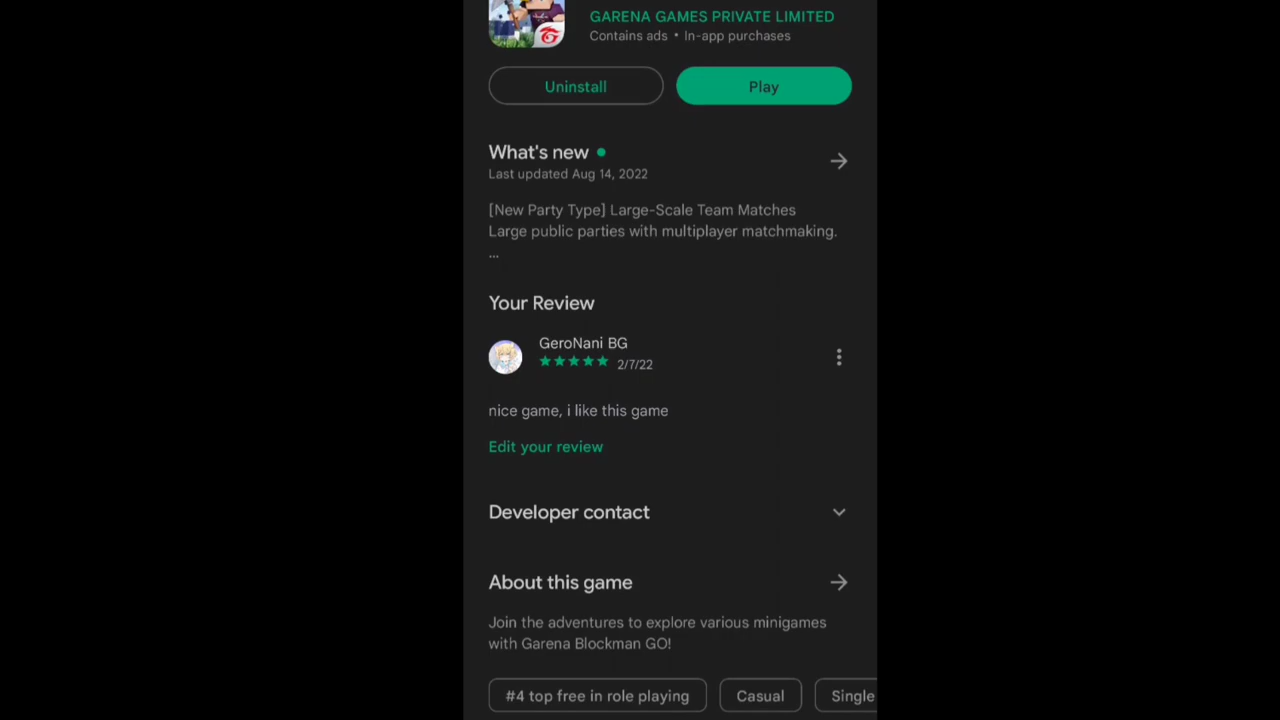 GARENA GAMES PRIVATE LIMITED
Contains ads • In-app purchases
Uninstall
Play
What's new
Last updated Aug 14, 2022
[New Party Type] Large-Scale Team Matches
Large public parties with multiplayer matchmaking.
...
Your Review
GeroNani BG
2/7/22
nice game, i like this game
Edit your review
Developer contact
About this game
Join the adventures to explore various minigames
with Garena Blockman GO!
#4 top free in role playing
Casual
Single